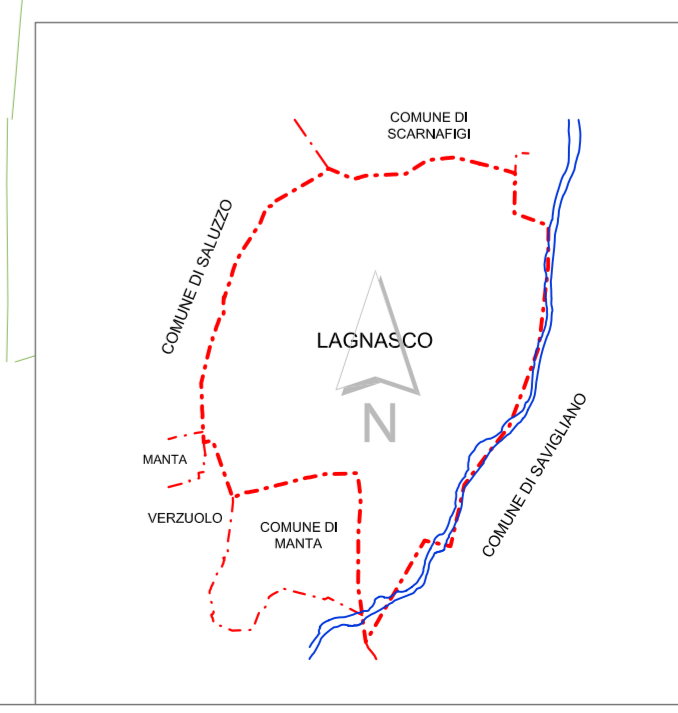 COMUNE DI
SCARNAFIGI
COMUNE DI SALUZZO
LAGNASCO
N
COMUNE DI SAVIGLIANO
MANTA
VERZUOLO
COMUNE DI
MANTA